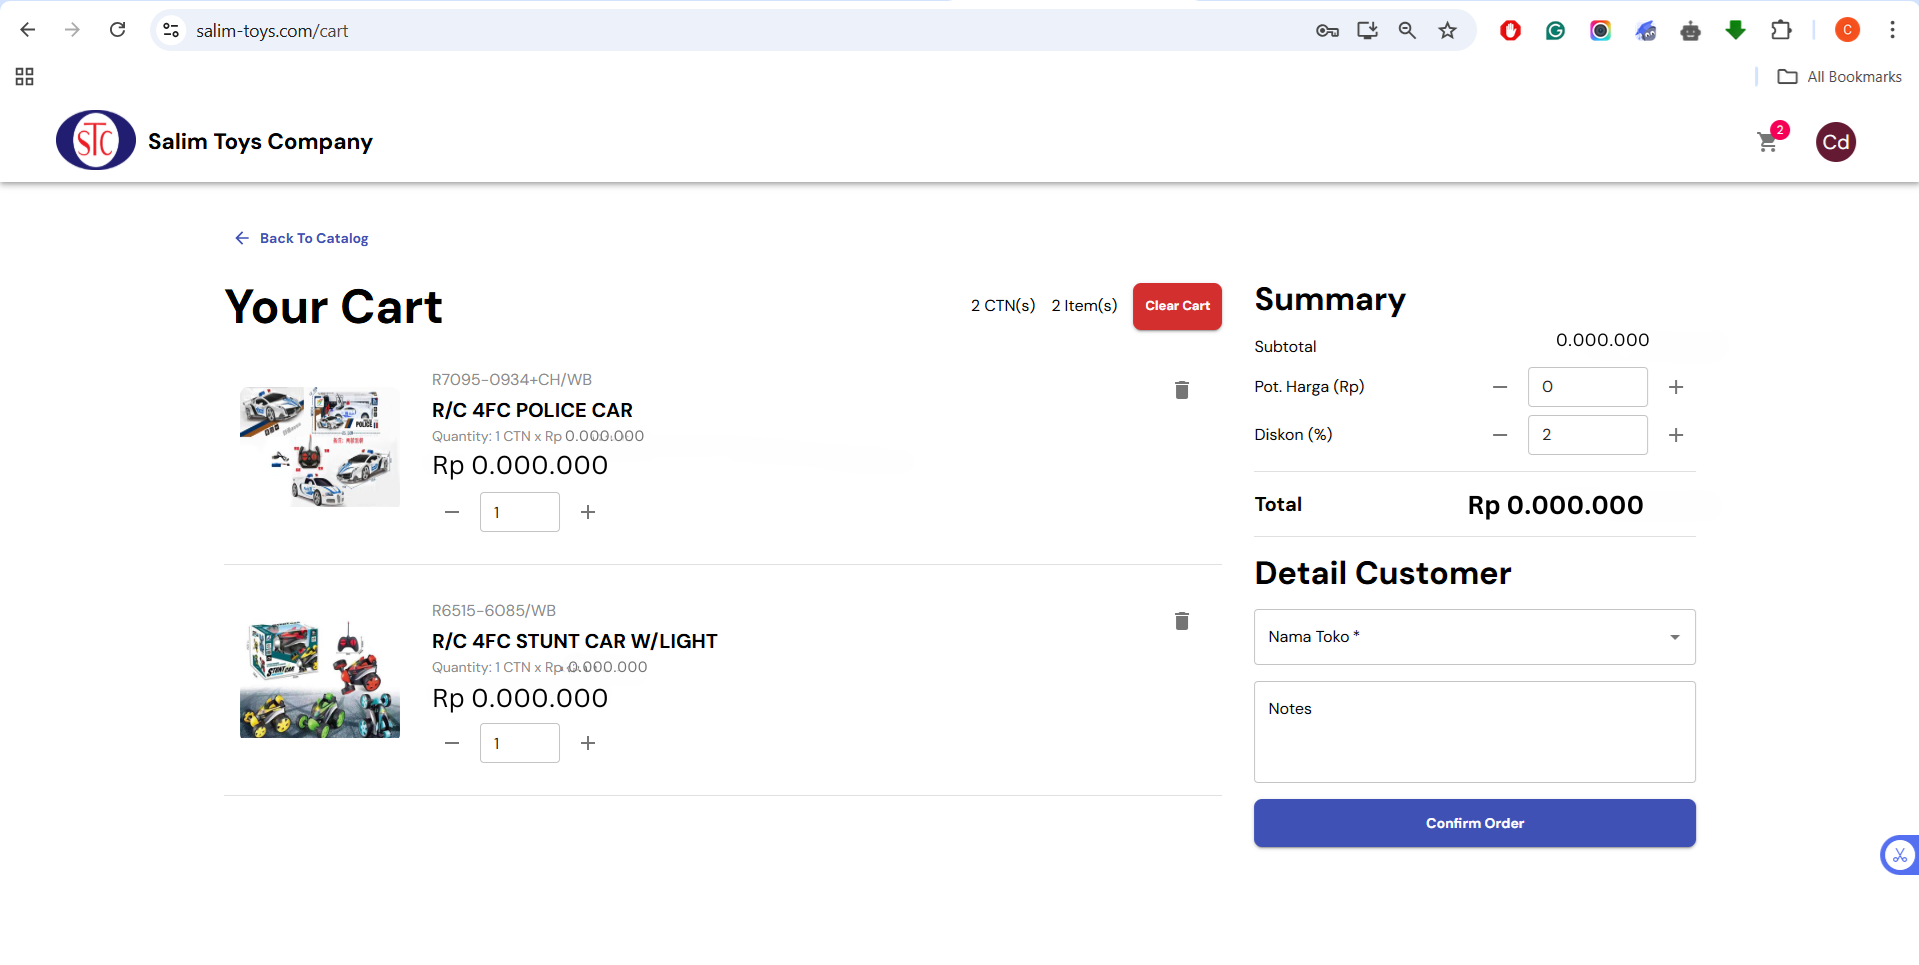 salim-toys.com/cart
C
All Bookmarks
STC
Salim Toys Company
2
Cd
Back To Catalog
Your Cart
2 CTN(s) 2 Item(s)
Clear Cart
R7095-0934+CH/WB
R/C 4FC POLICE CAR
Quantity: 1 CTN x Rp 0.000.000
Rp 0.000.000
1
R6515-6085/WB
R/C 4FC STUNT CAR W/LIGHT
Quantity: 1 CTN x Rp 0.000.000
Rp 0.000.000
1
Summary
Subtotal 0.000.000
Pot. Harga (Rp) 0
Diskon (%) 2
Total Rp 0.000.000
Detail Customer
Nama Toko *
Notes
Confirm Order
POLICE
STUNT CAR